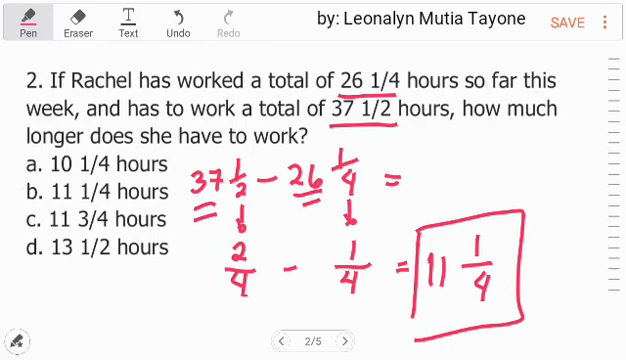 by: Leonalyn Mutia Tayone
Pen
Eraser
Text
Undo
Redo
SAVE
2. If Rachel has worked a total of 26 1/4 hours so far this
week, and has to work a total of 37 1/2 hours, how much
longer does she have to work?
a. 10 1/4 hours
b. 11 1/4 hours
c. 11 3/4 hours
d. 13 1/2 hours
37 1/2 - 26 1/4 =
2/4 - 1/4 = 11 1/4
2/5